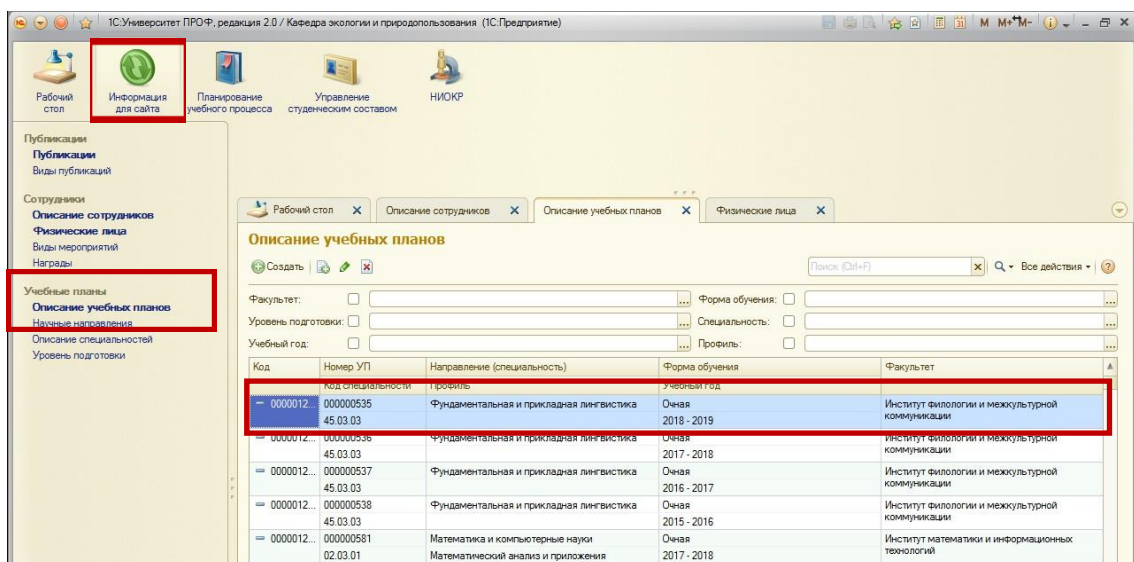 1С:Университет ПРОФ, редакция 2.0 / Кафедра экологии и природопользования (1С:Предприятие)
M M+ M-
Рабочий стол
Информация для сайта
Планирование учебного процесса
Управление студенческим составом
НИОКР
Публикации
Публикации
Виды публикаций
Сотрудники
Описание сотрудников
Физические лица
Виды мероприятий
Награды
Учебные планы
Описание учебных планов
Научные направления
Описание специальностей
Уровень подготовки
Рабочий стол
Описание сотрудников
Описание учебных планов
Физические лица
Описание учебных планов
Создать
Поиск (Ctrl+F)
Все действия
Факультет: Форма обучения:
Уровень подготовки: Специальность:
Учебный год: Профиль:
Код Номер УП Направление (специальность) Форма обучения Факультет
Код специальности Профиль Учебный год
0000012... 000000535 Фундаментальная и прикладная лингвистика Очная Институт филологии и межкультурной коммуникации
45.03.03 2018 - 2019
0000012... 000000536 Фундаментальная и прикладная лингвистика Очная Институт филологии и межкультурной коммуникации
45.03.03 2017 - 2018
0000012... 000000537 Фундаментальная и прикладная лингвистика Очная Институт филологии и межкультурной коммуникации
45.03.03 2016 - 2017
0000012... 000000538 Фундаментальная и прикладная лингвистика Очная Институт филологии и межкультурной коммуникации
45.03.03 2015 - 2016
0000012... 000000581 Математика и компьютерные науки Очная Институт математики и информационных технологий
02.03.01 Математический анализ и приложения 2017 - 2018